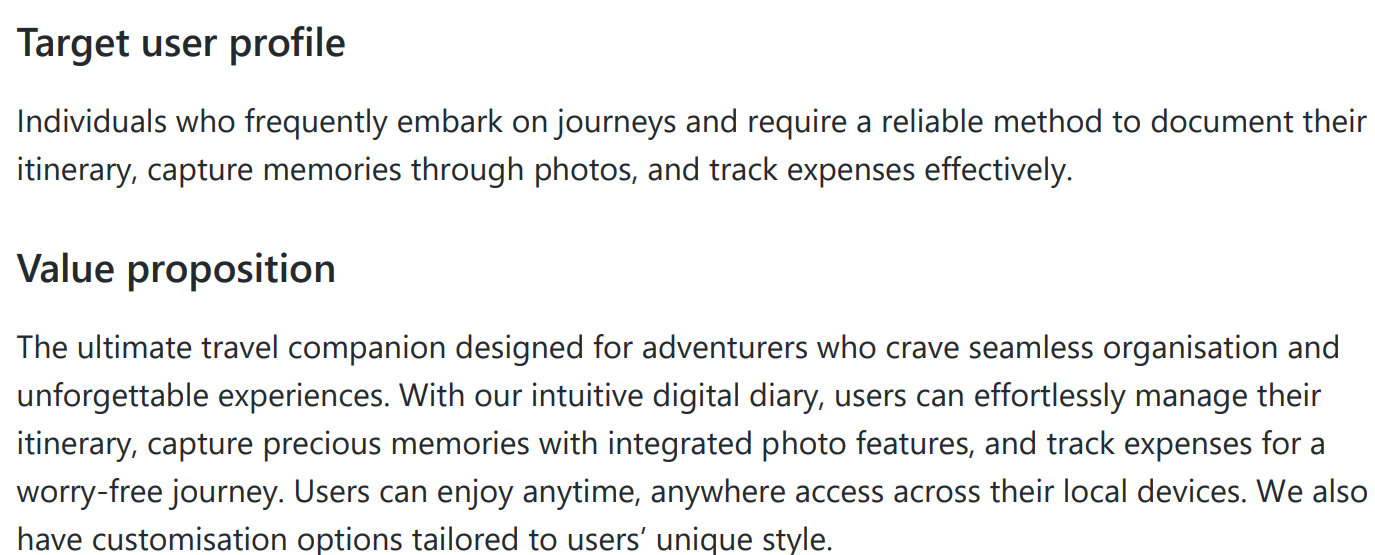 Target user profile
Individuals who frequently embark on journeys and require a reliable method to document their
itinerary, capture memories through photos, and track expenses effectively.
Value proposition
The ultimate travel companion designed for adventurers who crave seamless organisation and
unforgettable experiences. With our intuitive digital diary, users can effortlessly manage their
itinerary, capture precious memories with integrated photo features, and track expenses for a
worry-free journey. Users can enjoy anytime, anywhere access across their local devices. We also
have customisation options tailored to users’ unique style.